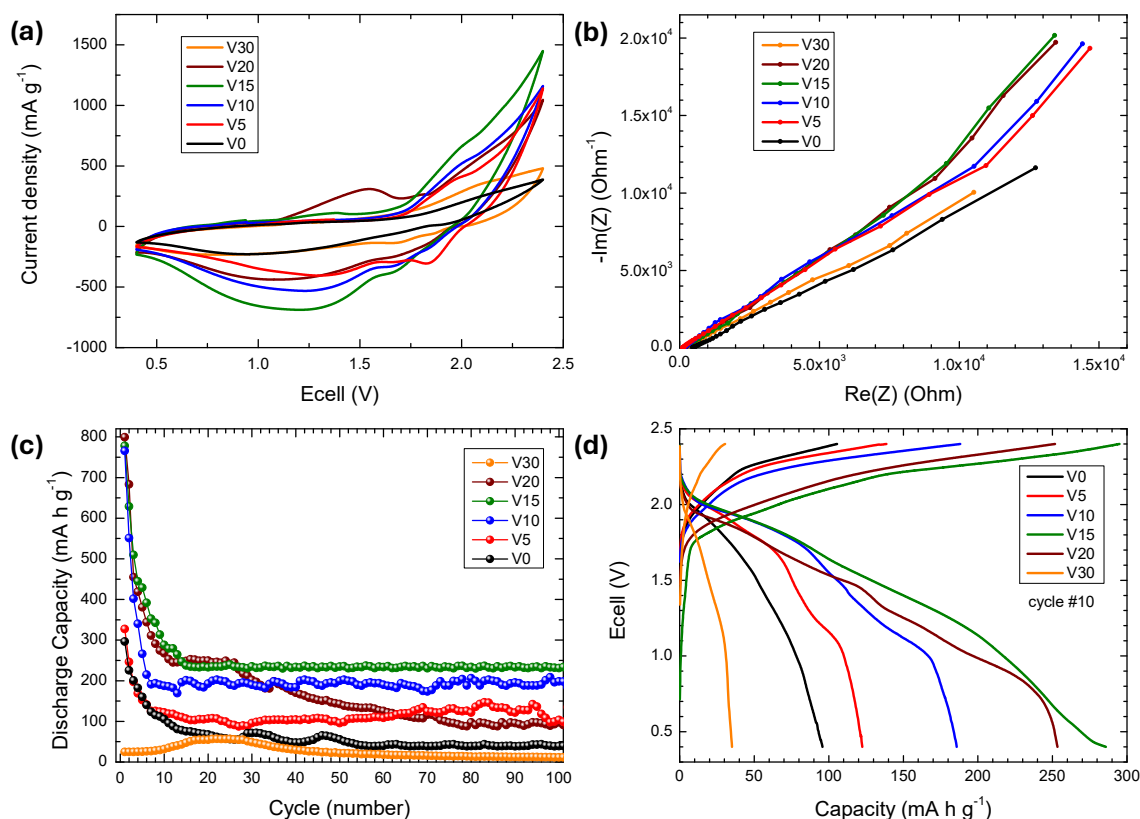 (a)
1500
1000
500
0
-500
-1000
0.5
1.0
1.5
2.0
2.5
Current density (mA g⁻¹)
Ecell (V)
V30
V20
V15
V10
V5
V0
(b)
2.0x10⁴
1.5x10⁴
1.0x10⁴
5.0x10³
0.0
5.0x10³
1.0x10⁴
1.5x10⁴
-Im(Z) (Ohm⁻¹)
Re(Z) (Ohm)
V30
V20
V15
V10
V5
V0
(c)
800
700
600
500
400
300
200
100
0
0
10
20
30
40
50
60
70
80
90
100
Discharge Capacity (mA h g⁻¹)
Cycle (number)
V30
V20
V15
V10
V5
V0
(d)
2.5
2.0
1.5
1.0
0.5
0
50
100
150
200
250
300
Ecell (V)
Capacity (mA h g⁻¹)
V0
V5
V10
V15
V20
V30
cycle #10